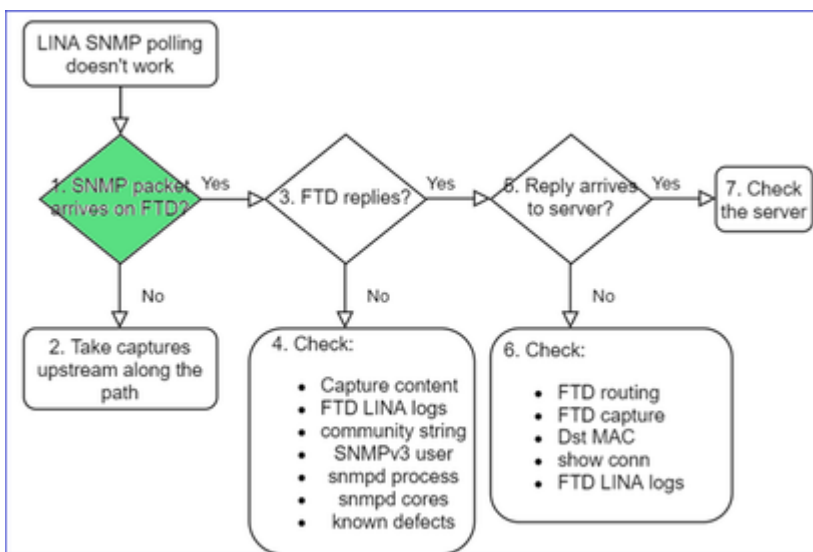 LINA SNMP polling
doesn't work
1. SNMP packet
arrives on FTD?
Yes
3. FTD replies?
Yes
5. Reply arrives
to server?
Yes
7. Check
the server
No
No
No
2. Take captures
upstream along the
path
4. Check:
• Capture content
• FTD LINA logs
• community string
• SNMPv3 user
• snmpd process
• snmpd cores
• known defects
6. Check:
• FTD routing
• FTD capture
• Dst MAC
• show conn
• FTD LINA logs